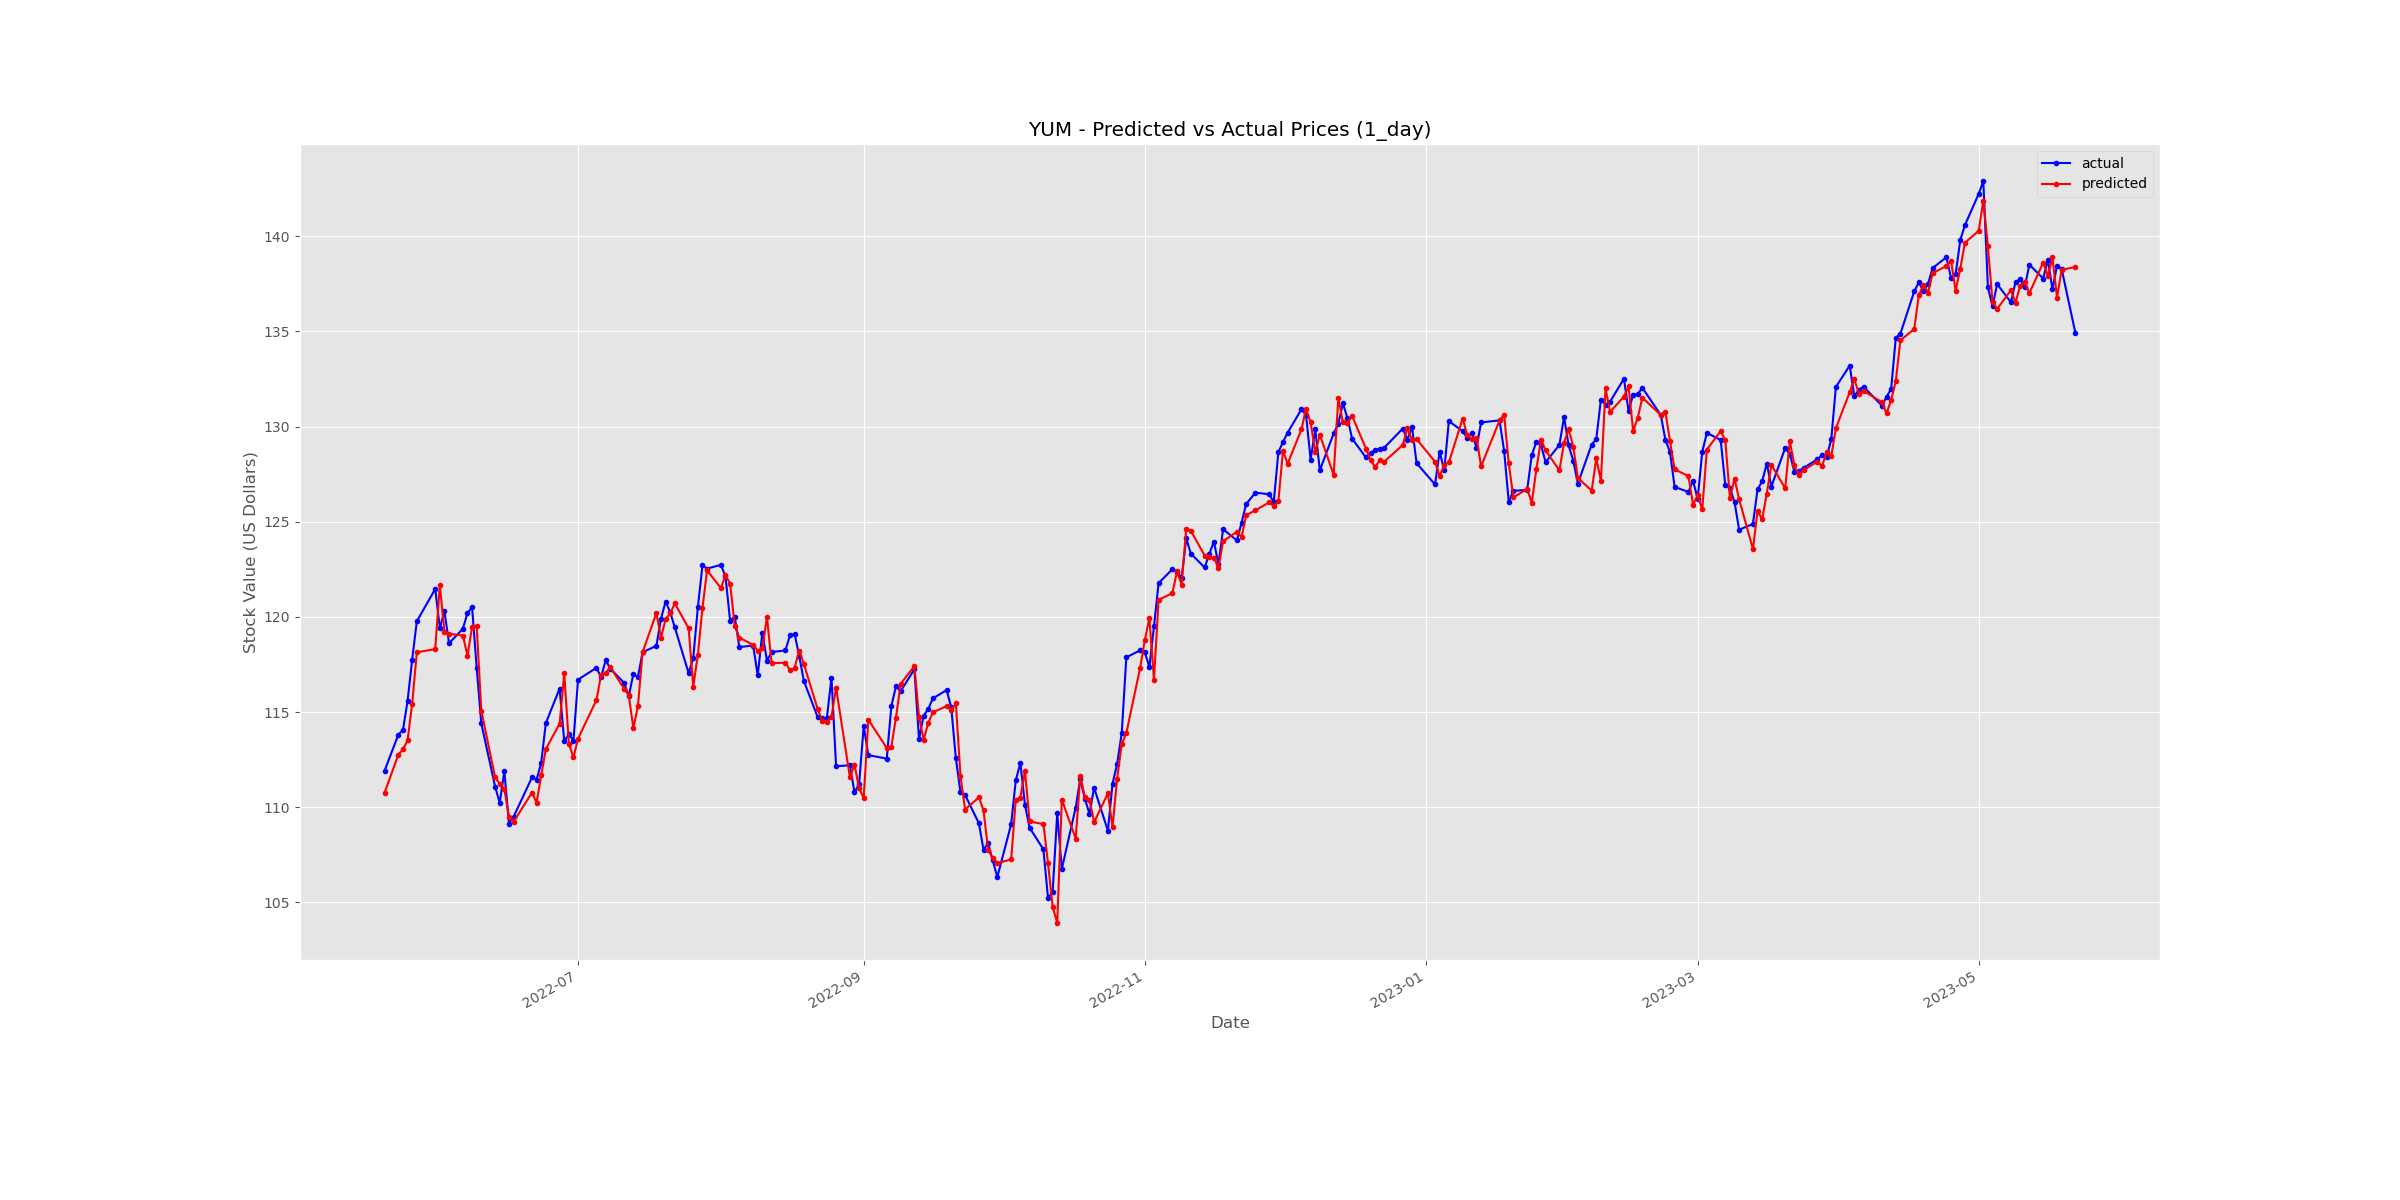 YUM - Predicted vs Actual Prices (1_day)
actual
predicted
140
135
130
125
120
115
110
105
Stock Value (US Dollars)
2022-07
2022-09
2022-11
2023-01
2023-03
2023-05
Date